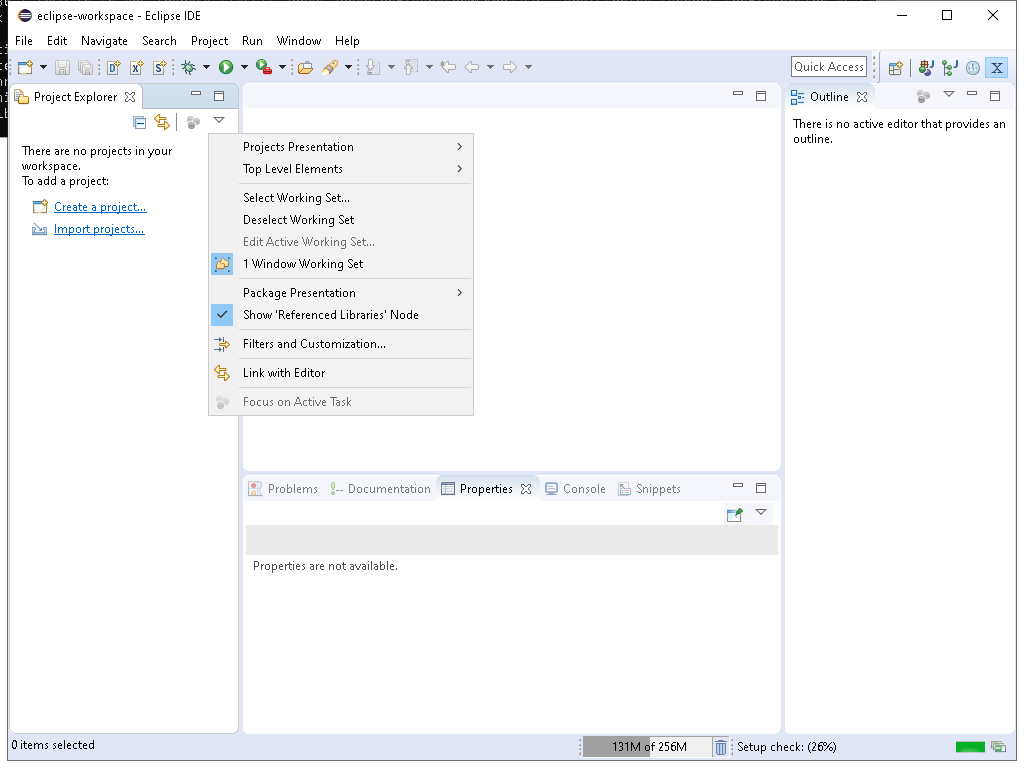 eclipse-workspace - Eclipse IDE
File Edit Navigate Search Project Run Window Help
Quick Access
Project Explorer
Outline
There are no projects in your
workspace.
To add a project:
Create a project...
Import projects...
Projects Presentation
Top Level Elements
Select Working Set...
Deselect Working Set
Edit Active Working Set...
1 Window Working Set
Package Presentation
Show 'Referenced Libraries' Node
Filters and Customization...
Link with Editor
Focus on Active Task
There is no active editor that provides an
outline.
Problems Documentation Properties Console Snippets
Properties are not available.
0 items selected
131M of 256M
Setup check: (26%)